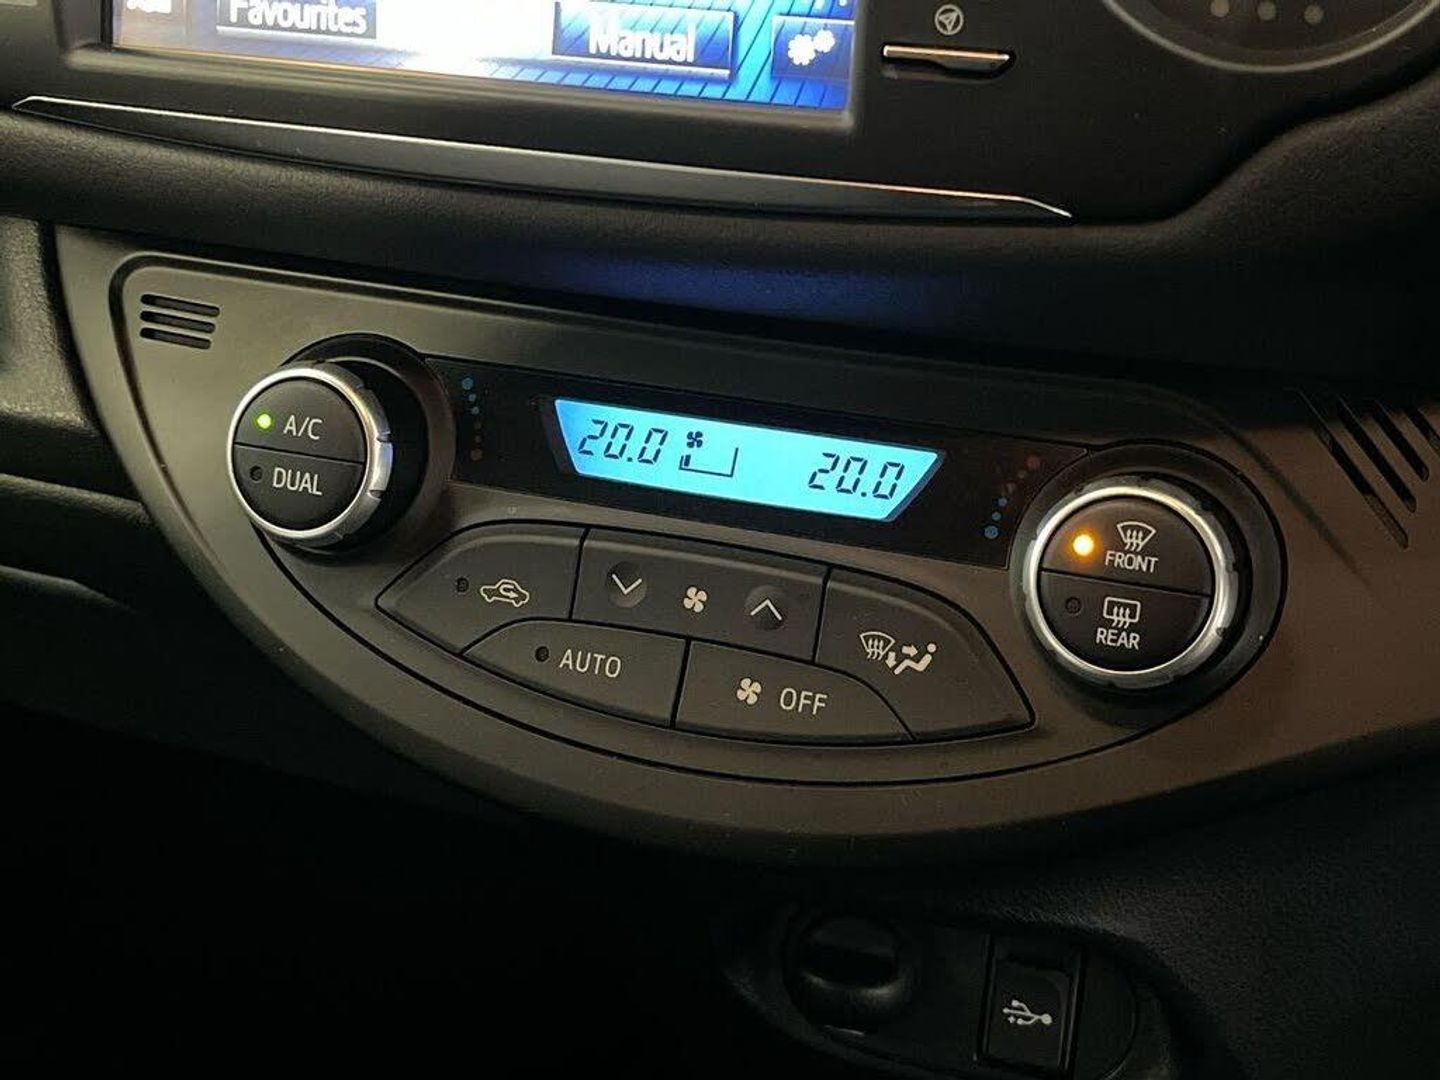 Favourites
Manual
A/C
DUAL
20.0
20.0
FRONT
REAR
AUTO
OFF